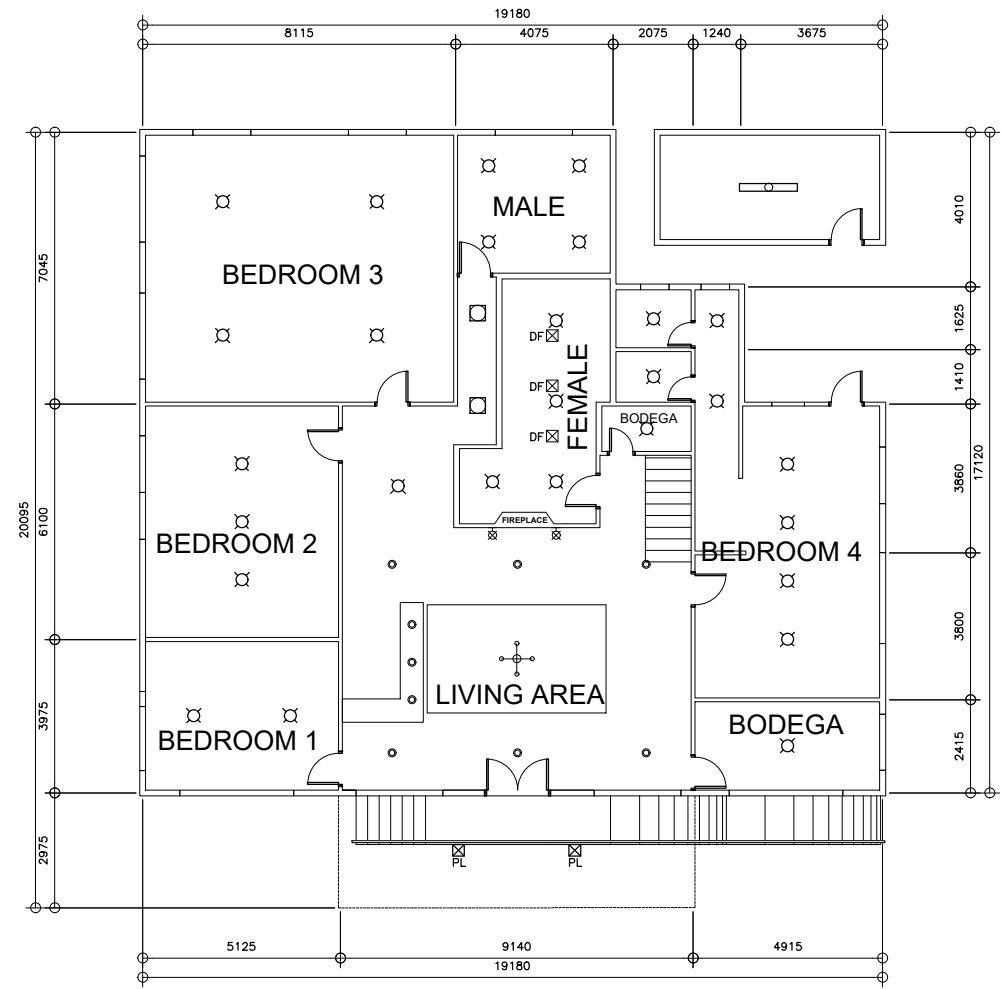 19180
8115
4075
2075
1240
3675
MALE
4010
7045
BEDROOM 3
1625
DF
FEMALE
DF
1410
BODEGA
DF
3860
17120
20095
6100
FIREPLACE
BEDROOM 2
BEDROOM 4
3800
LIVING AREA
3975
BEDROOM 1
BODEGA
2415
2975
PL
PL
5125
9140
4915
19180